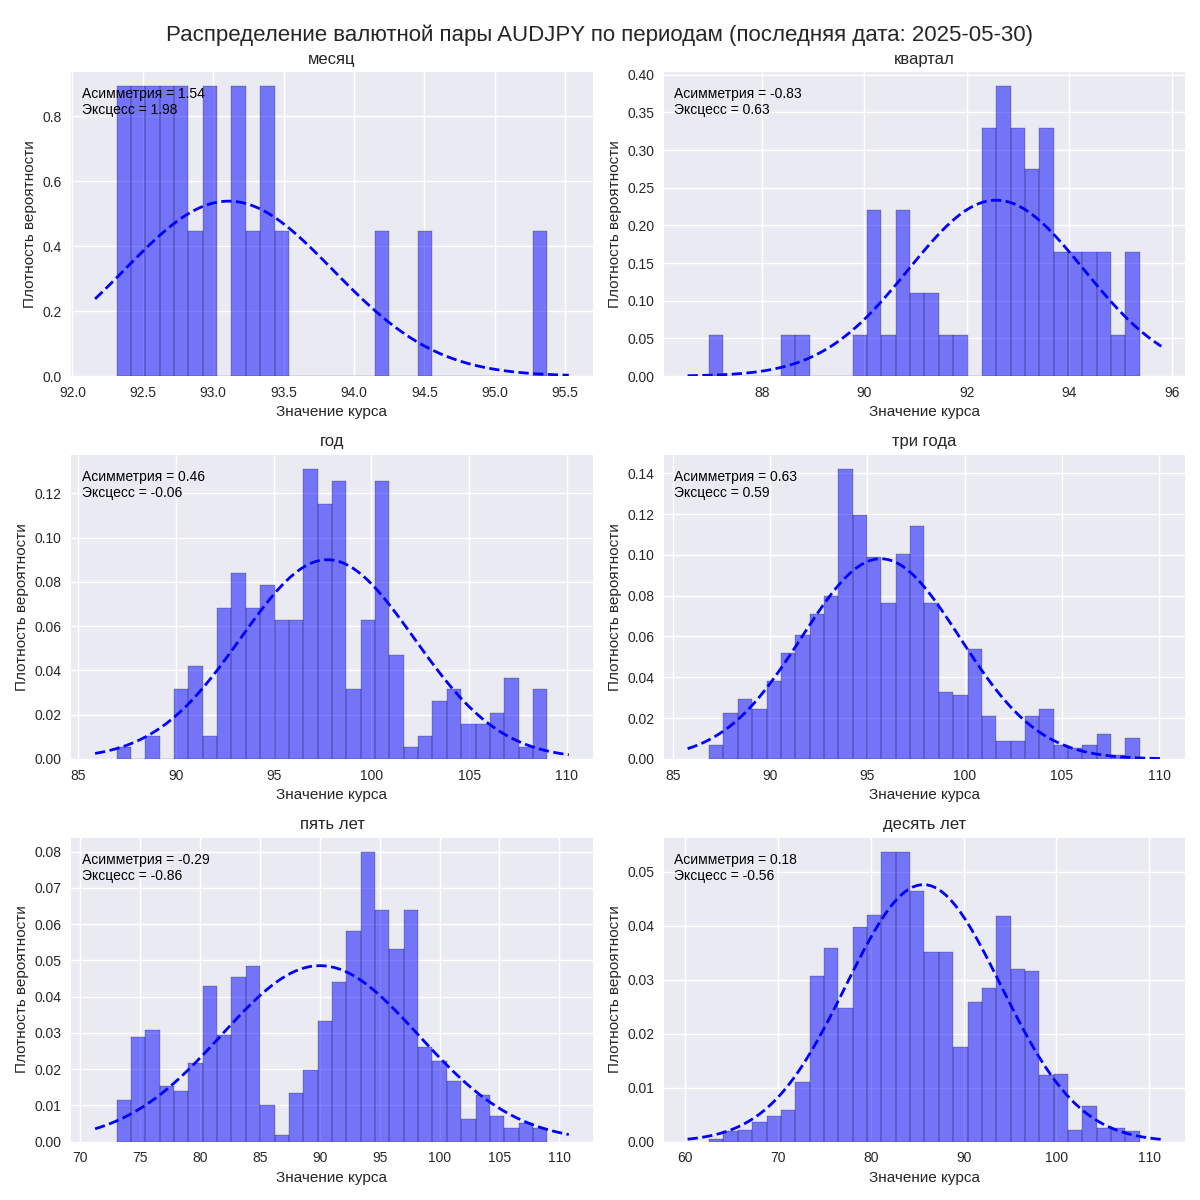 Распределение валютной пары AUDJPY по периодам (последняя дата: 2025-05-30)
месяц
Асимметрия = 1.54
Эксцесс = 1.98
Плотность вероятности
0.8
0.6
0.4
0.2
0.0
92.0 92.5 93.0 93.5 94.0 94.5 95.0 95.5
Значение курса
квартал
Асимметрия = -0.83
Эксцесс = 0.63
Плотность вероятности
0.40
0.35
0.30
0.25
0.20
0.15
0.10
0.05
0.00
88 90 92 94 96
Значение курса
год
Асимметрия = 0.46
Эксцесс = -0.06
Плотность вероятности
0.12
0.10
0.08
0.06
0.04
0.02
0.00
85 90 95 100 105 110
Значение курса
три года
Асимметрия = 0.63
Эксцесс = 0.59
Плотность вероятности
0.14
0.12
0.10
0.08
0.06
0.04
0.02
0.00
85 90 95 100 105 110
Значение курса
пять лет
Асимметрия = -0.29
Эксцесс = -0.86
Плотность вероятности
0.08
0.07
0.06
0.05
0.04
0.03
0.02
0.01
0.00
70 75 80 85 90 95 100 105 110
Значение курса
десять лет
Асимметрия = 0.18
Эксцесс = -0.56
Плотность вероятности
0.05
0.04
0.03
0.02
0.01
0.00
60 70 80 90 100 110
Значение курса